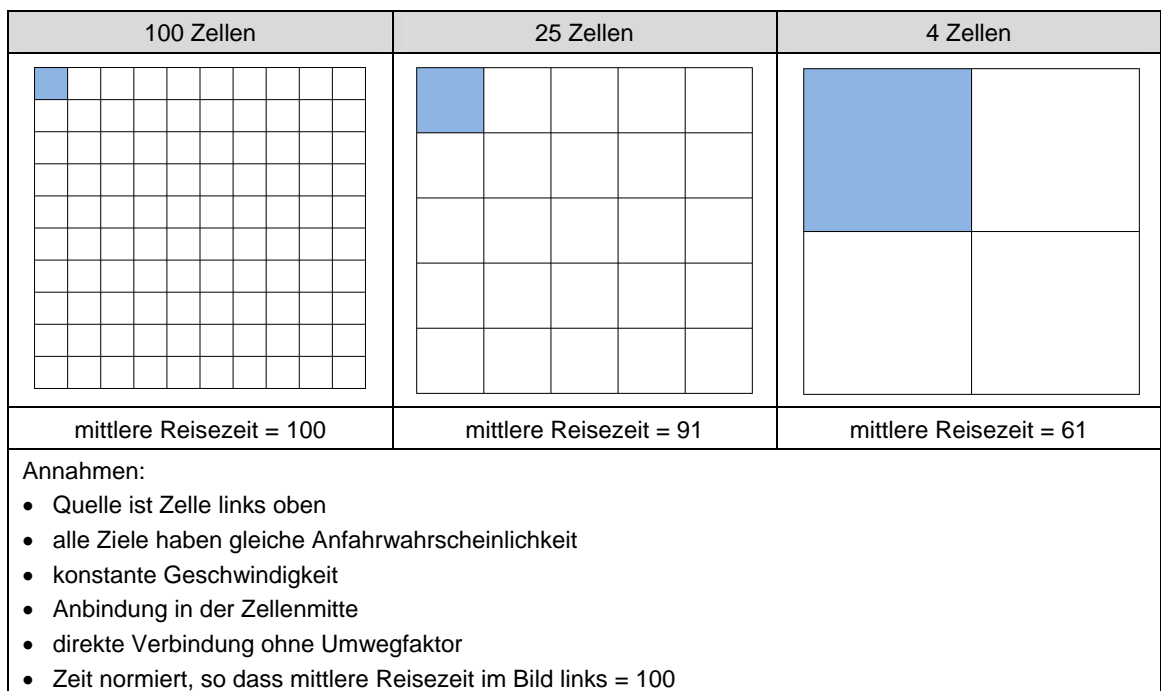 100 Zellen
25 Zellen
4 Zellen
mittlere Reisezeit = 100
mittlere Reisezeit = 91
mittlere Reisezeit = 61
Annahmen:
• Quelle ist Zelle links oben
• alle Ziele haben gleiche Anfahrwahrscheinlichkeit
• konstante Geschwindigkeit
• Anbindung in der Zellenmitte
• direkte Verbindung ohne Umwegfaktor
• Zeit normiert, so dass mittlere Reisezeit im Bild links = 100